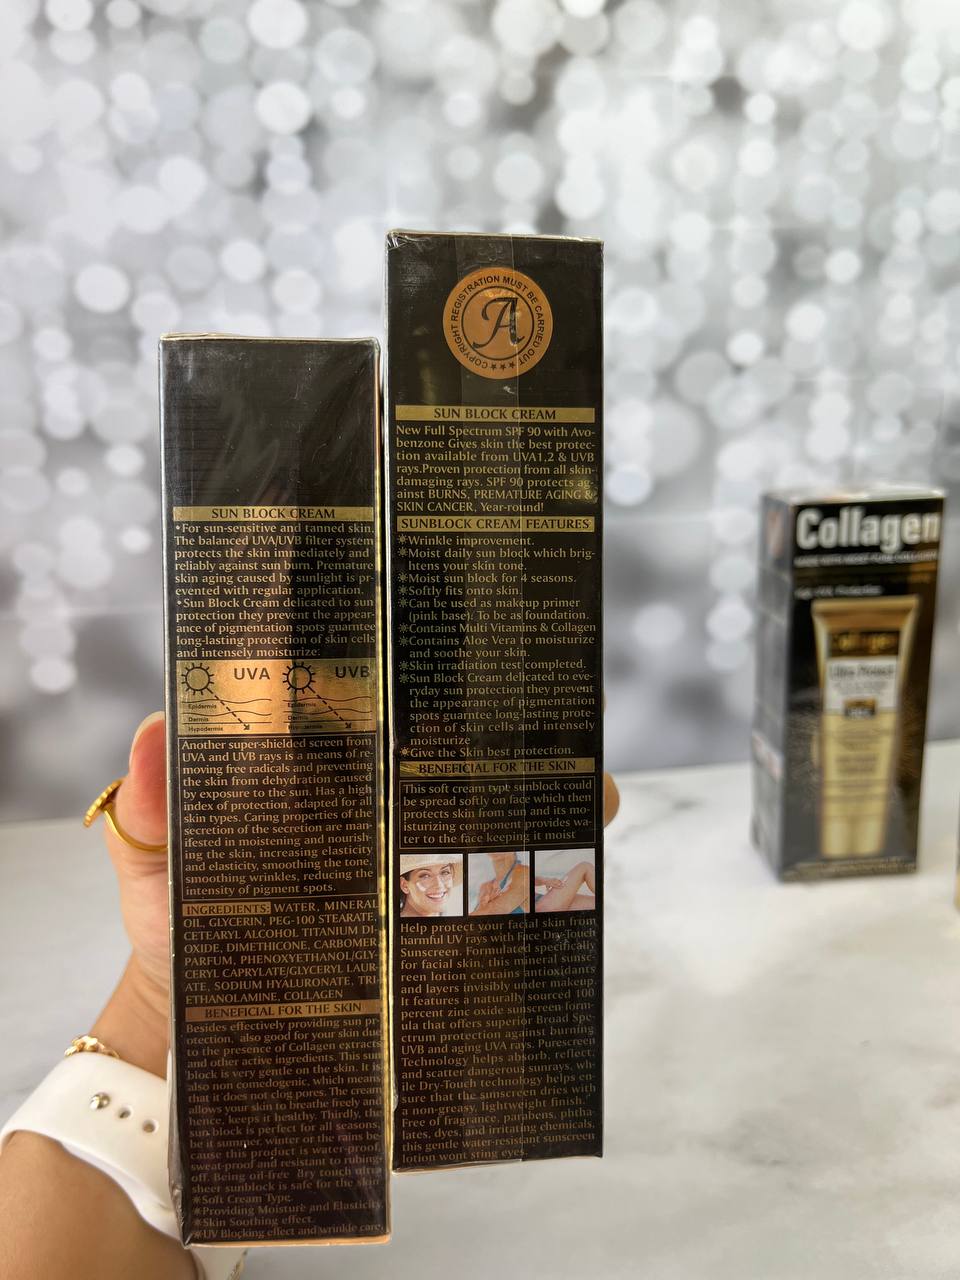 SUN BLOCK CREAM
•For sun-sensitive and tanned skin.
The balanced UVA/UVB filter system
protects the skin immediately and
reliably against sun burn. Premature
skin aging caused by sunlight is pr-
evented with regular application.
•Sun Block Cream delicated to sun
protection they prevent the appear-
ance of pigmentation spots guarntee
long-lasting protection of skin cells
and intensely moisturize:
UVA UVB
Epidermis Epidermis
Dermis Dermis
Hypodermis Hypodermis
Another super-shielded screen from
UVA and UVB rays is a means of re-
moving free radicals and preventing
the skin from dehydration caused
by exposure to the sun. Has a high
index of protection, adapted for all
skin types. Caring properties of the
secretion of the secretion are man-
ifested in moistening and nourish-
ing the skin, increasing elasticity
and elasticity, smoothing the tone,
smoothing wrinkles, reducing the
intensity of pigment spots.
INGREDIENTS: WATER, MINERAL
OIL, GLYCERIN, PEG-100 STEARATE,
CETEARYL ALCOHOL TITANIUM DI-
OXIDE, DIMETHICONE, CARBOMER
PARFUM, PHENOXYETHANOL/GLY-
CERYL CAPRYLATE/GLYCERYL LAUR-
ATE, SODIUM HYALURONATE, TRI-
ETHANOLAMINE, COLLAGEN
BENEFICIAL FOR THE SKIN
Besides effectively providing sun pr-
otection, also good for your skin due
to the presence of Collagen extracts
and other active ingredients. This sun
block is very gentle on the skin. It is
also non comedogenic, which means
that it does not clog pores. The cream
allows your skin to breathe freely and
hence, keeps it healthy. Thirdly, the
sun block is perfect for all seasons,
be it summer, winter or the rains be
cause this product is water-proof,
sweat-proof and resistant to rubing-
off. Being oil-free dry touch ultra
sheer sunblock is safe for the skin
✳Soft Cream Type.
✳Providing Moisture and Elasticity.
✳Skin Soothing effect.
✳UV Blocking effect and wrinkle care.
COPYRIGHT REGISTRATION MUST BE CARRIED OUT ★★★★
A
SUN BLOCK CREAM
New Full Spectrum SPF 90 with Avo-
benzone Gives skin the best protec-
tion available from UVA1,2 & UVB
rays.Proven protection from all skin-
damaging rays. SPF 90 protects ag-
ainst BURNS, PREMATURE AGING &
SKIN CANCER, Year-round!
SUNBLOCK CREAM FEATURES:
✳Wrinkle improvement.
✳Moist daily sun block which brig-
htens your skin tone.
✳Moist sun block for 4 seasons.
✳Softly fits onto skin.
✳Can be used as makeup primer
(pink base). To be as foundation.
✳Contains Multi Vitamins & Collagen
✳Contains Aloe Vera to moisturize
and soothe your skin.
✳Skin irradiation test completed.
✳Sun Block Cream delicated to eve-
ryday sun protection they prevent
the appearance of pigmentation
spots guarntee long-lasting prote-
ction of skin cells and intensely
moisturize
✳Give the Skin best protection.
BENEFICIAL FOR THE SKIN
This soft cream type sunblock could
be spread softly on face which then
protects skin from sun and its mo-
isturizing component provides wa-
ter to the face keeping it moist
Help protect your facial skin from
harmful UV rays with Face Dry-Touch
Sunscreen. Formulated specifically
for facial skin, this mineral sunsc-
reen lotion contains antioxidants
and layers invisibly under makeup.
It features a naturally sourced 100
percent zinc oxide sunscreen form-
ula that offers superior Broad Spe-
ctrum protection against burning
UVB and aging UVA rays. Purescreen
Technology helps absorb, reflect,
and scatter dangerous sunrays, wh-
ile Dry-Touch technology helps en-
sure that the sunscreen dries with
a non-greasy, lightweight finish.
Free of fragrance, parabens, phtha-
lates, dyes, and irritating chemicals,
this gentle water-resistant sunscreen
lotion wont sting eyes.
Collagen